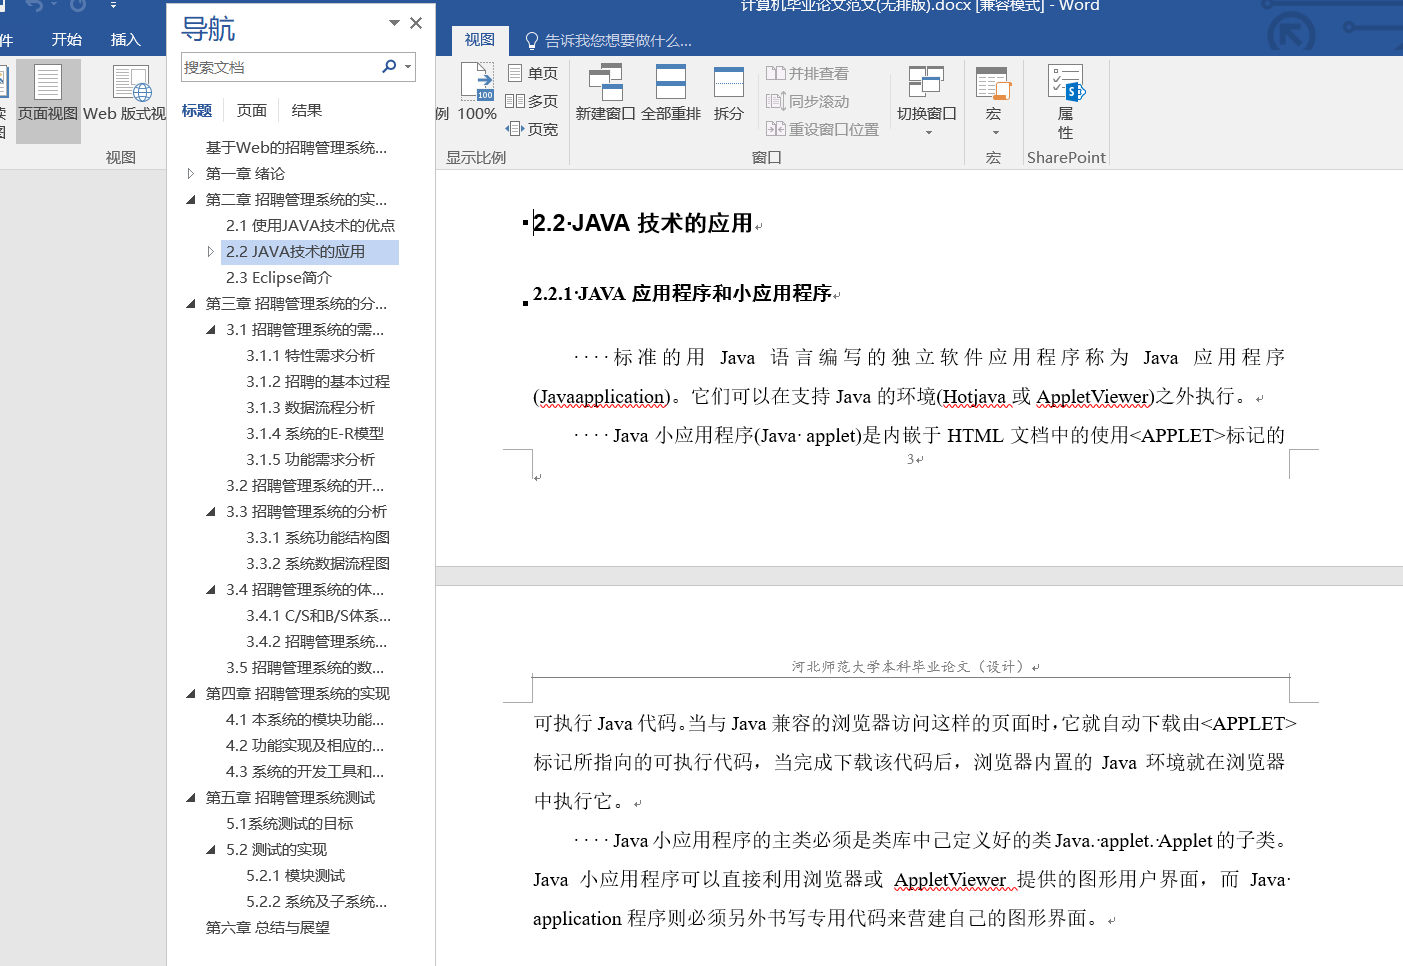 计算机毕业论文范文(无排版).docx [兼容模式] - Word
件 开始 插入 视图 告诉我您想要做什么...
页面视图 Web 版式视
视图
例 100%
单页
多页
页宽
显示比例
新建窗口 全部重排 拆分
并排查看
同步滚动
重设窗口位置
切换窗口
窗口
宏
宏
属性
SharePoint
导航
搜索文档
标题 页面 结果
基于Web的招聘管理系统...
第一章 绪论
第二章 招聘管理系统的实...
2.1 使用JAVA技术的优点
2.2 JAVA技术的应用
2.3 Eclipse简介
第三章 招聘管理系统的分...
3.1 招聘管理系统的需...
3.1.1 特性需求分析
3.1.2 招聘的基本过程
3.1.3 数据流程分析
3.1.4 系统的E-R模型
3.1.5 功能需求分析
3.2 招聘管理系统的开...
3.3 招聘管理系统的分析
3.3.1 系统功能结构图
3.3.2 系统数据流程图
3.4 招聘管理系统的体...
3.4.1 C/S和B/S体系...
3.4.2 招聘管理系统...
3.5 招聘管理系统的数...
第四章 招聘管理系统的实现
4.1 本系统的模块功能...
4.2 功能实现及相应的...
4.3 系统的开发工具和...
第五章 招聘管理系统测试
5.1系统测试的目标
5.2 测试的实现
5.2.1 模块测试
5.2.2 系统及子系统...
第六章 总结与展望
2.2·JAVA 技术的应用
2.2.1·JAVA 应用程序和小应用程序
····标准的用 Java 语言编写的独立软件应用程序称为 Java 应用程序
(Javaapplication)。它们可以在支持 Java 的环境(Hotjava 或 AppletViewer)之外执行。
····Java 小应用程序(Java· applet)是内嵌于 HTML 文档中的使用<APPLET>标记的
3
河北师范大学本科毕业论文（设计）
可执行 Java 代码。当与 Java 兼容的浏览器访问这样的页面时,它就自动下载由<APPLET>
标记所指向的可执行代码，当完成下载该代码后，浏览器内置的 Java 环境就在浏览器
中执行它。
····Java 小应用程序的主类必须是类库中己定义好的类 Java.·applet.·Applet 的子类。
Java 小应用程序可以直接利用浏览器或 AppletViewer 提供的图形用户界面，而 Java·
application 程序则必须另外书写专用代码来营建自己的图形界面。